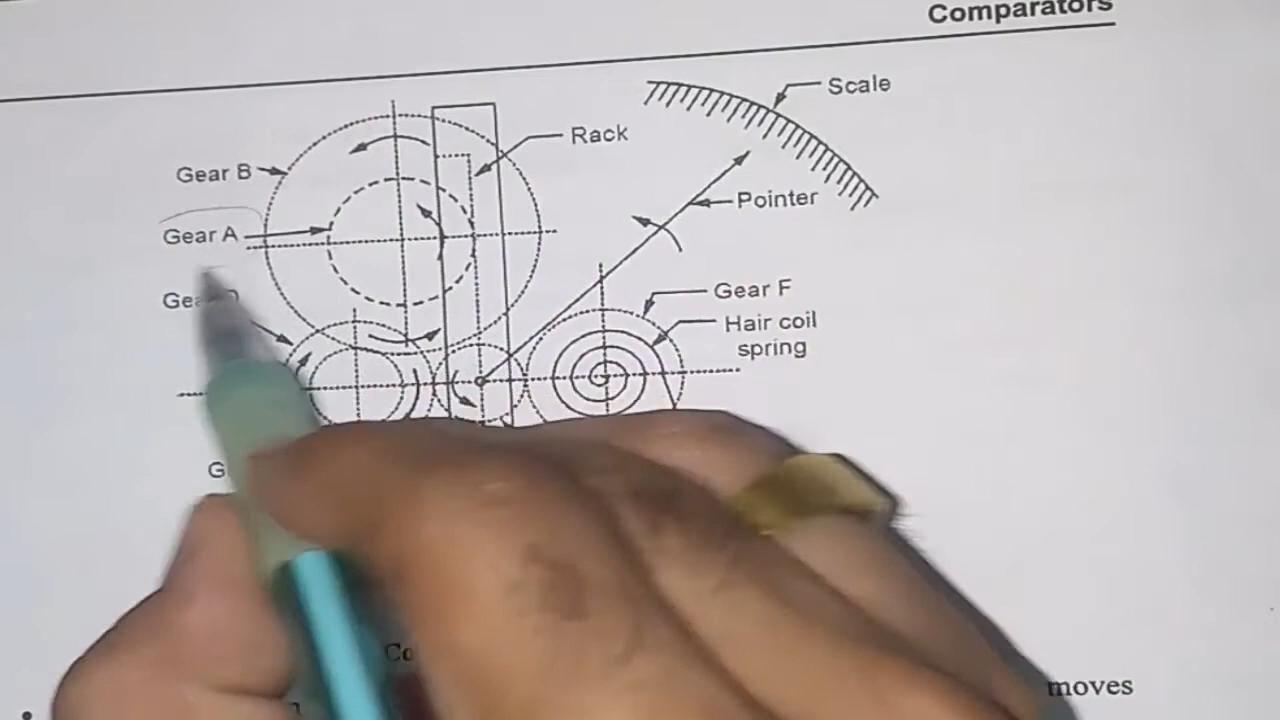 Comparators
Scale
Rack
Gear B
Pointer
Gear A
Gear F
Hair coil
spring
moves